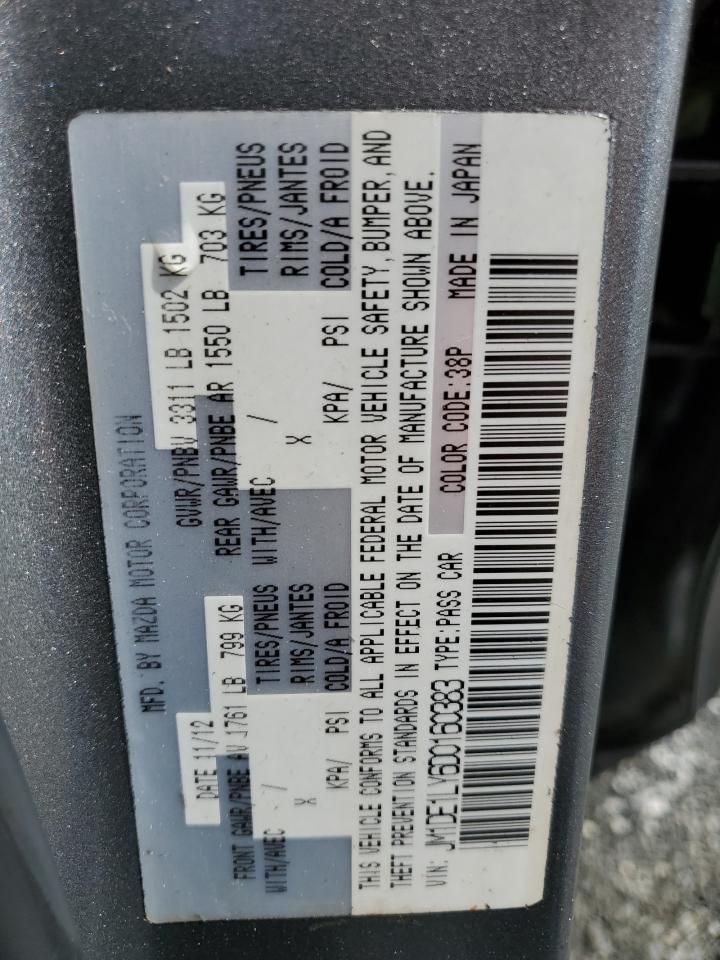 MFD. BY MAZDA MOTOR CORPORATION
DATE 11/12 GVWR/PNBV 3311 LB 1502 KG
FRONT GAWR/PNBE AV 1761 LB 799 KG REAR GAWR/PNBE AR 1550 LB 703 KG
WITH/AVEC / TIRES/PNEUS WITH/AVEC / TIRES/PNEUS
X RIMS/JANTES X RIMS/JANTES
KPA/ PSI COLD/A FROID KPA/ PSI COLD/A FROID
THIS VEHICLE CONFORMS TO ALL APPLICABLE FEDERAL MOTOR VEHICLE SAFETY, BUMPER, AND
THEFT PREVENTION STANDARDS IN EFFECT ON THE DATE OF MANUFACTURE SHOWN ABOVE.
VIN: JM1DE1LY6D0160383 TYPE:PASS CAR COLOR CODE:38P MADE IN JAPAN